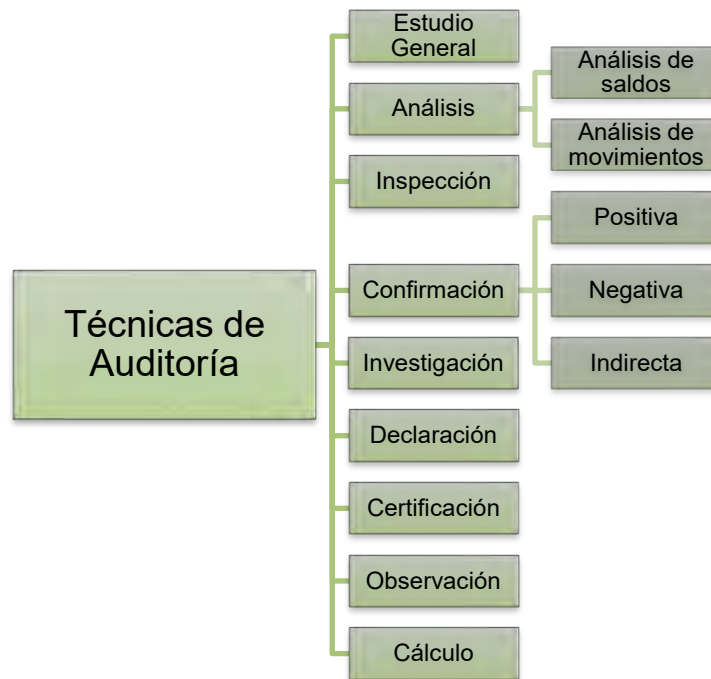 Técnicas de
Auditoría
Estudio
General
Análisis
Análisis de
saldos
Análisis de
movimientos
Inspección
Confirmación
Positiva
Negativa
Indirecta
Investigación
Declaración
Certificación
Observación
Cálculo